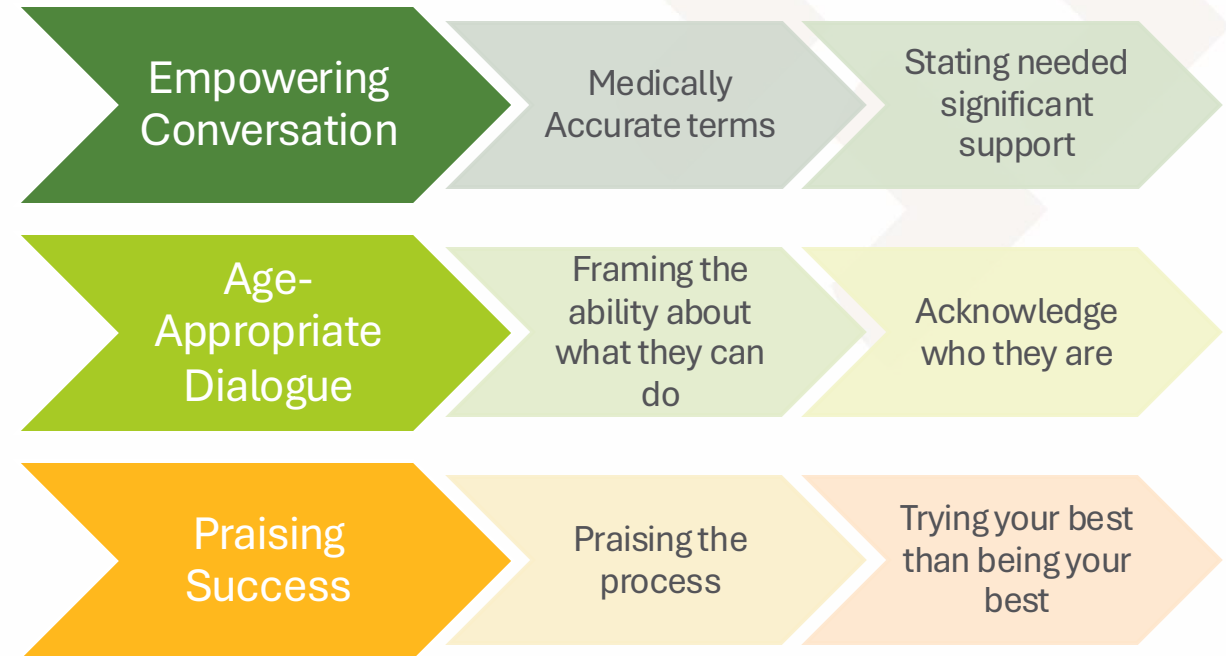 Empowering
Conversation
Medically
Accurate terms
Stating needed
significant
support
Age-
Appropriate
Dialogue
Framing the
ability about
what they can
do
Acknowledge
who they are
Praising
Success
Praising the
process
Trying your best
than being your
best